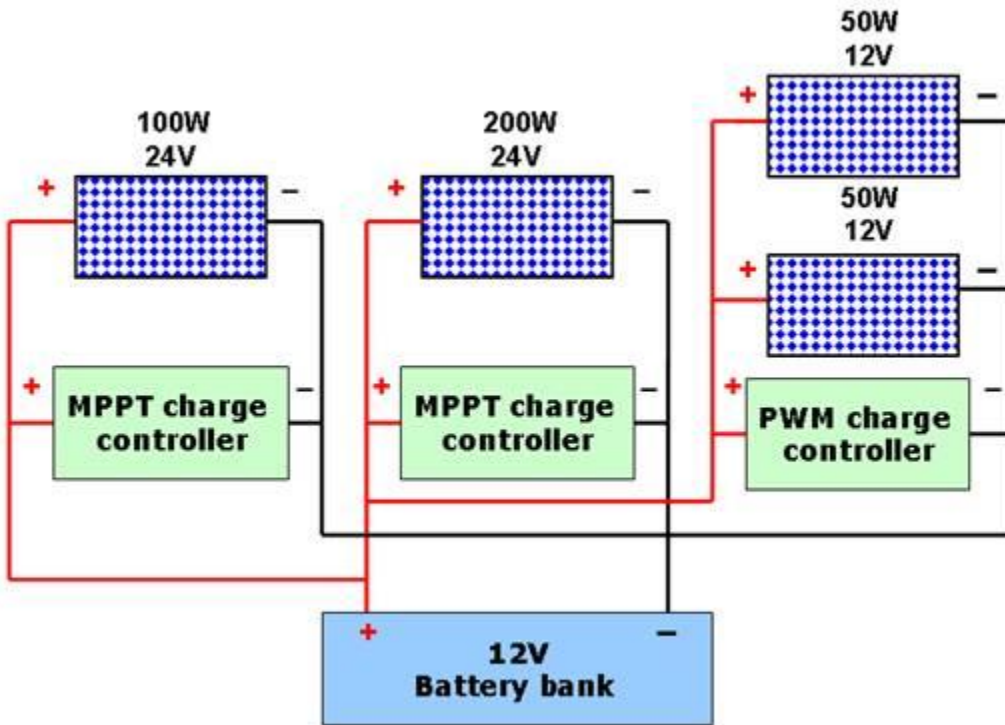 50W
12V
+
−
100W
24V
200W
24V
+
−
+
−
50W
12V
+
−
+
MPPT charge
controller
−
+
MPPT charge
controller
−
+
PWM charge
controller
−
+
−
12V
Battery bank